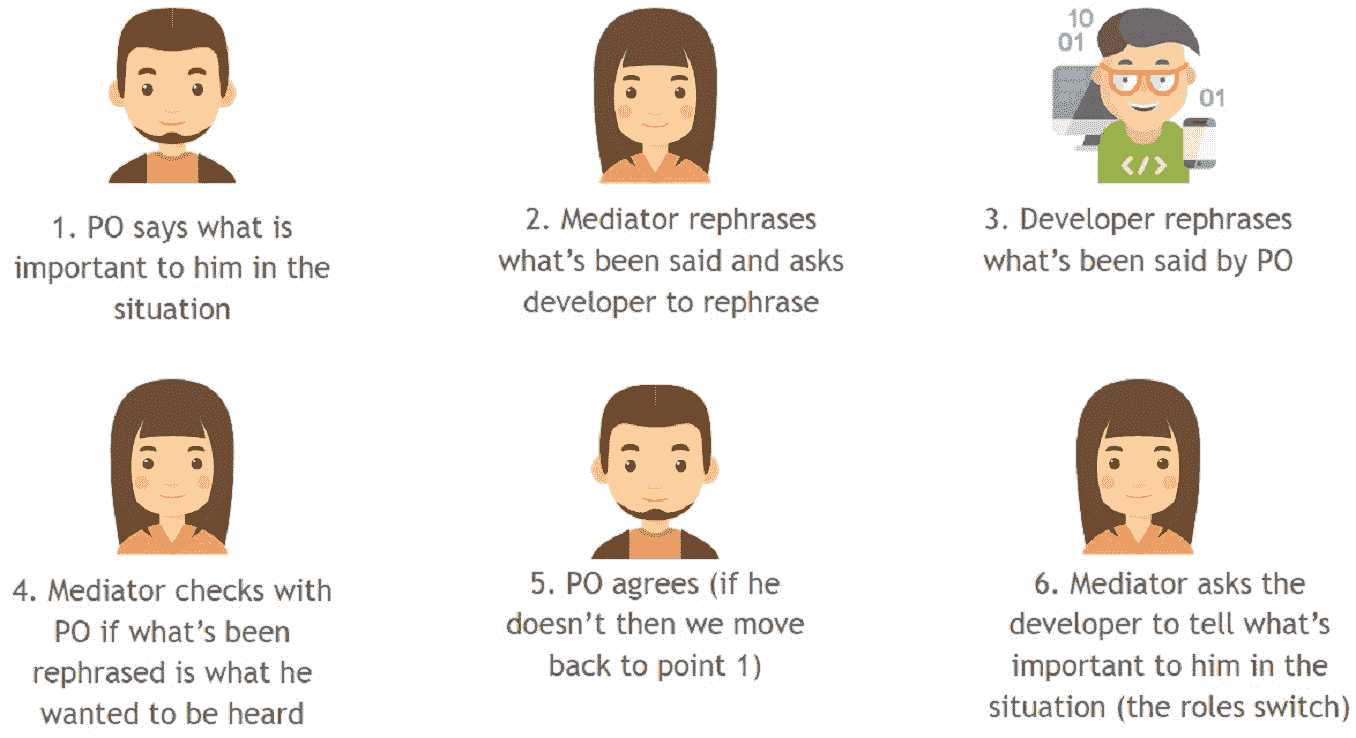 10
01
01
</>
1. PO says what is
important to him in the
situation
2. Mediator rephrases
what's been said and asks
developer to rephrase
3. Developer rephrases
what's been said by PO
4. Mediator checks with
PO if what's been
rephrased is what he
wanted to be heard
5. PO agrees (if he
doesn't then we move
back to point 1)
6. Mediator asks the
developer to tell what's
important to him in the
situation (the roles switch)